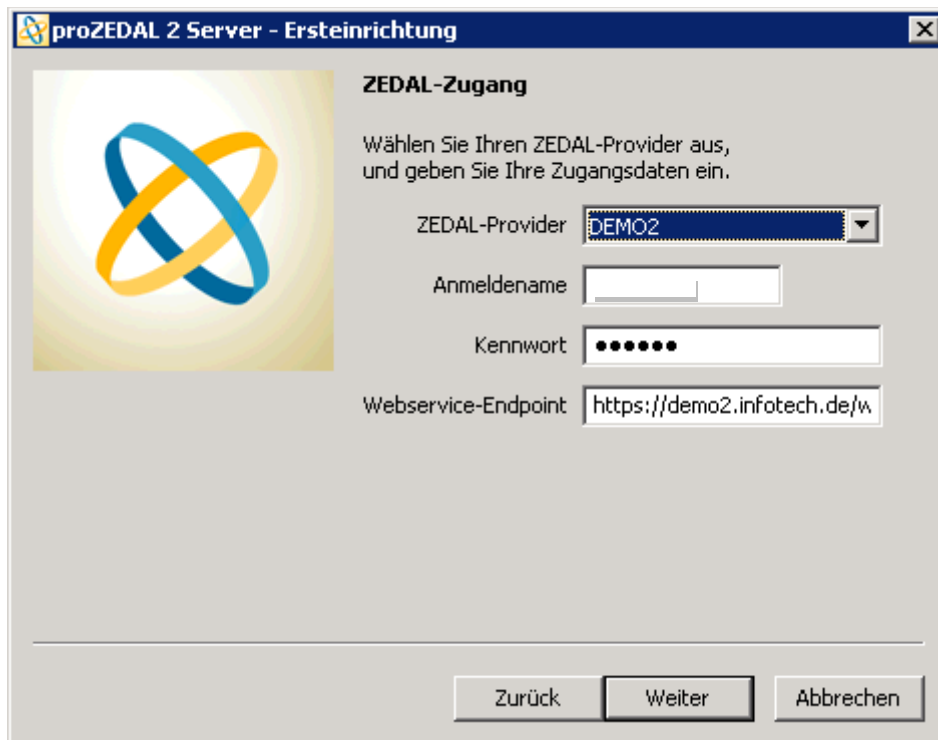 proZEDAL 2 Server - Ersteinrichtung
ZEDAL-Zugang
Wählen Sie Ihren ZEDAL-Provider aus,
und geben Sie Ihre Zugangsdaten ein.
ZEDAL-Provider DEMO2
Anmeldename
Kennwort ●●●●●●
Webservice-Endpoint https://demo2.infotech.de/w
Zurück Weiter Abbrechen